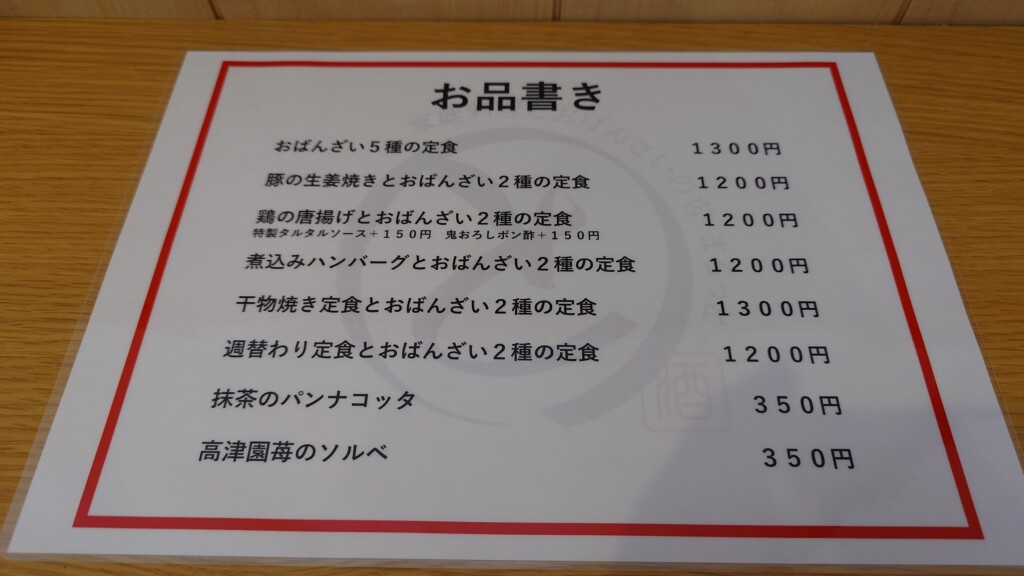 お品書き
おばんざい５種の定食　１３００円
豚の生姜焼きとおばんざい２種の定食　１２００円
鶏の唐揚げとおばんざい２種の定食　１２００円
特製タルタルソース＋１５０円　鬼おろしポン酢＋１５０円
煮込みハンバーグとおばんざい２種の定食　１２００円
干物焼き定食とおばんざい２種の定食　１３００円
週替わり定食とおばんざい２種の定食　１２００円
抹茶のパンナコッタ　３５０円
高津園苺のソルベ　３５０円
酒